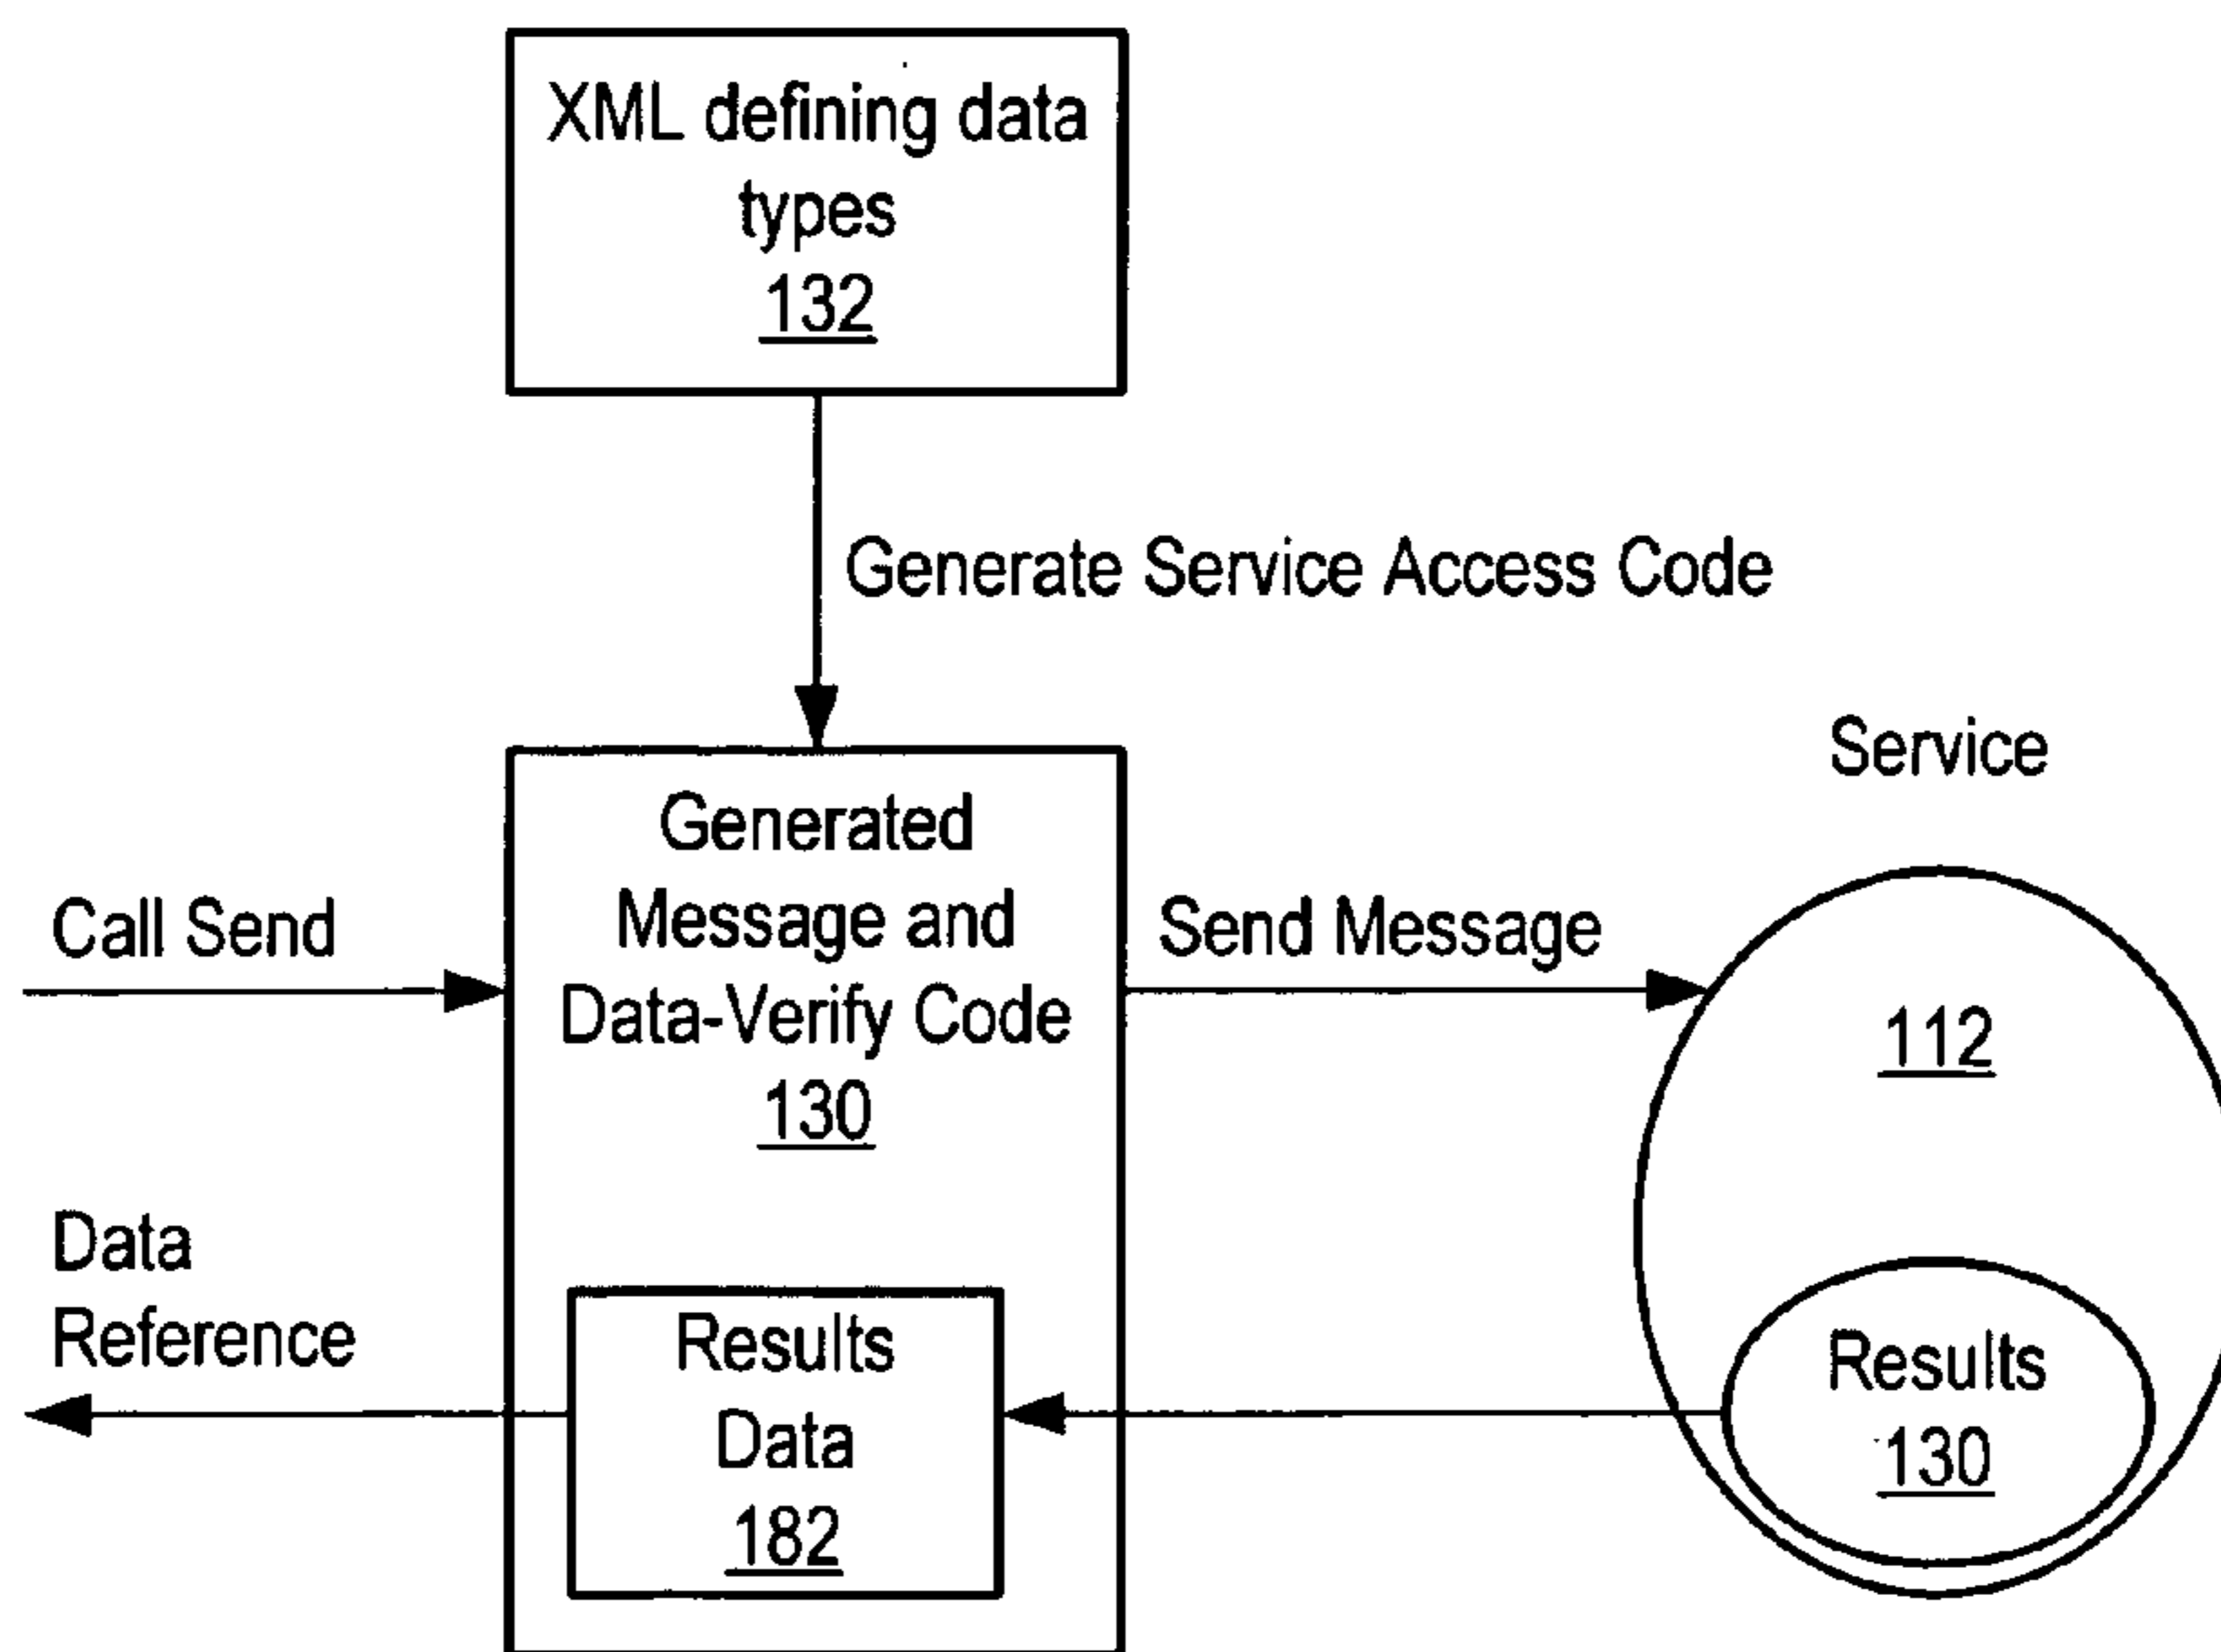 XML defining data
types
132
Generate Service Access Code
Service
Generated
Message and
Data-Verify Code
130
Call Send
Send Message
112
Data
Reference
Results
Data
182
Results
130